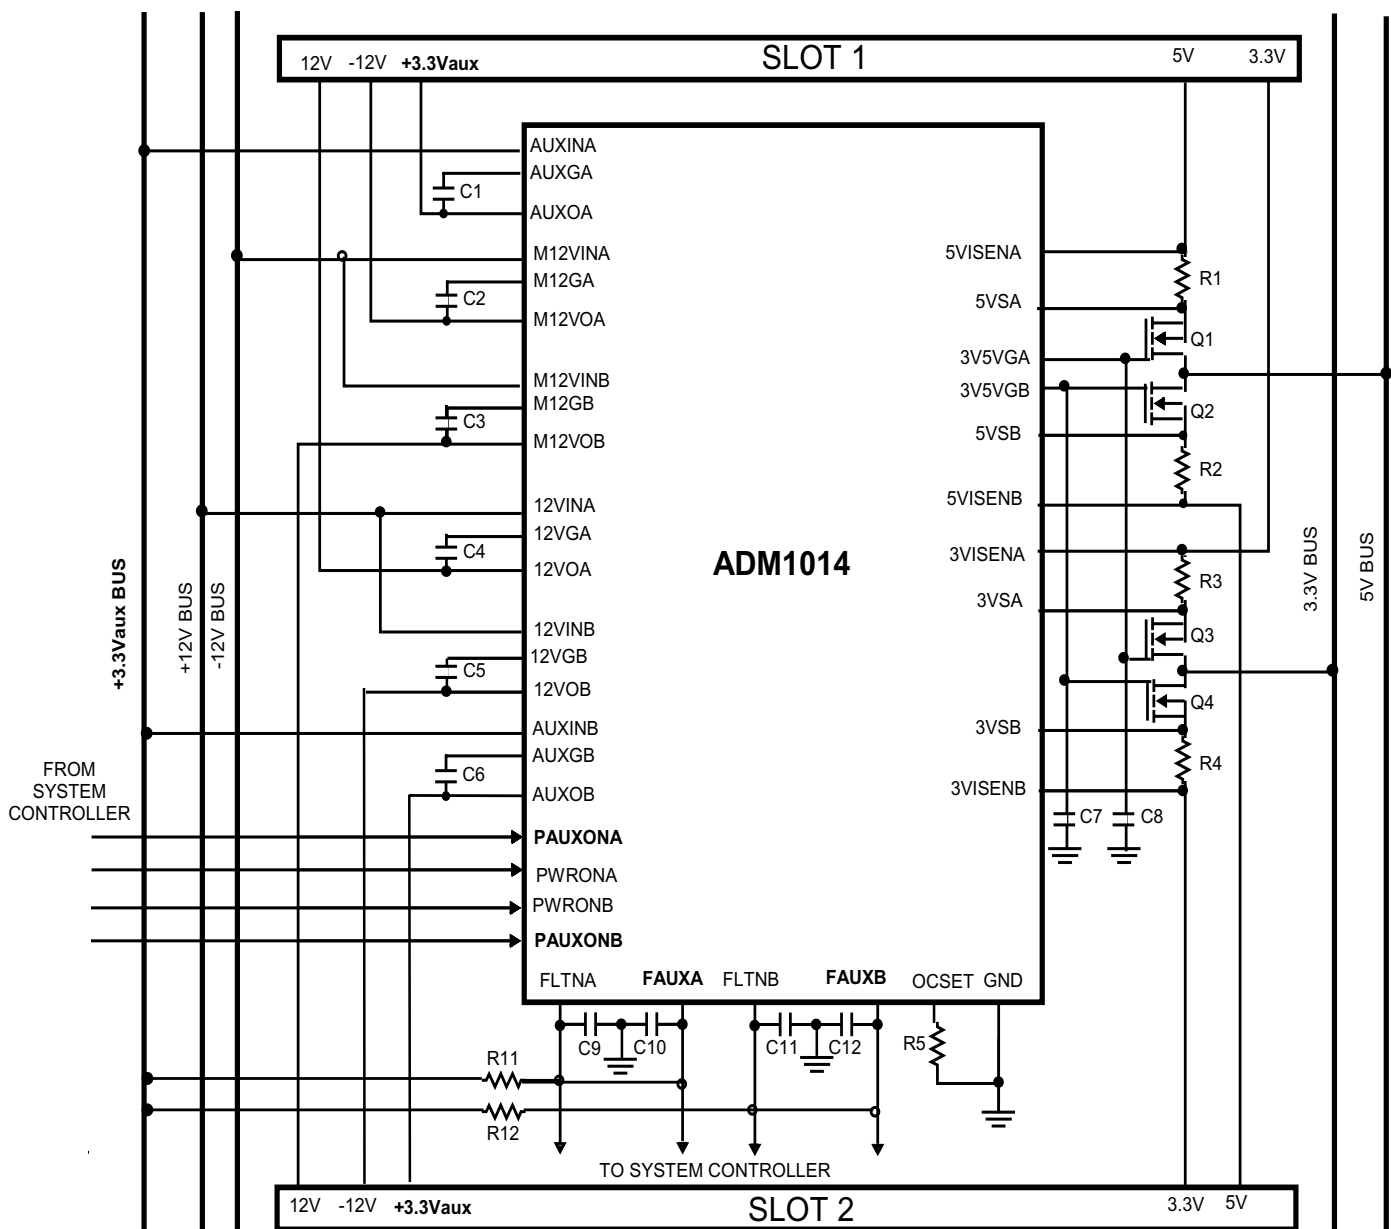 SLOT 1
12V -12V +3.3Vaux 5V 3.3V
AUXINA
AUXGA
C1
AUXOA
M12VINA
M12GA
C2
M12VOA
M12VINB
M12GB
C3
M12VOB
12VINA
12VGA
C4
12VOA
12VINB
12VGB
C5
12VOB
AUXINB
AUXGB
C6
AUXOB
PAUXONA
PWRONA
PWRONB
PAUXONB
ADM1014
5VISENA
R1
5VSA
Q1
3V5VGA
3V5VGB
Q2
5VSB
R2
5VISENB
3VISENA
R3
3VSA
Q3
Q4
3VSB
R4
3VISENB
C7 C8
+3.3Vaux BUS
+12V BUS
-12V BUS
3.3V BUS
5V BUS
FROM
SYSTEM
CONTROLLER
FLTNA FAUXA FLTNB FAUXB OCSET GND
C9 C10 C11 C12 R5
R11
R12
TO SYSTEM CONTROLLER
12V -12V +3.3Vaux SLOT 2 3.3V 5V